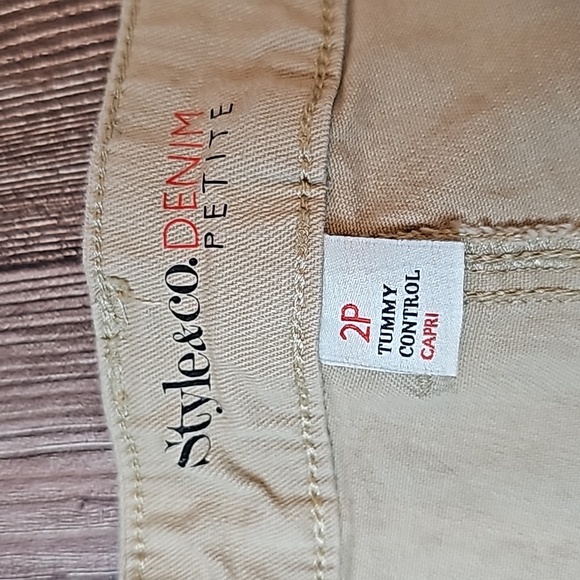 Style&co. DENIM
PETITE
2P
TUMMY
CONTROL
CAPRI